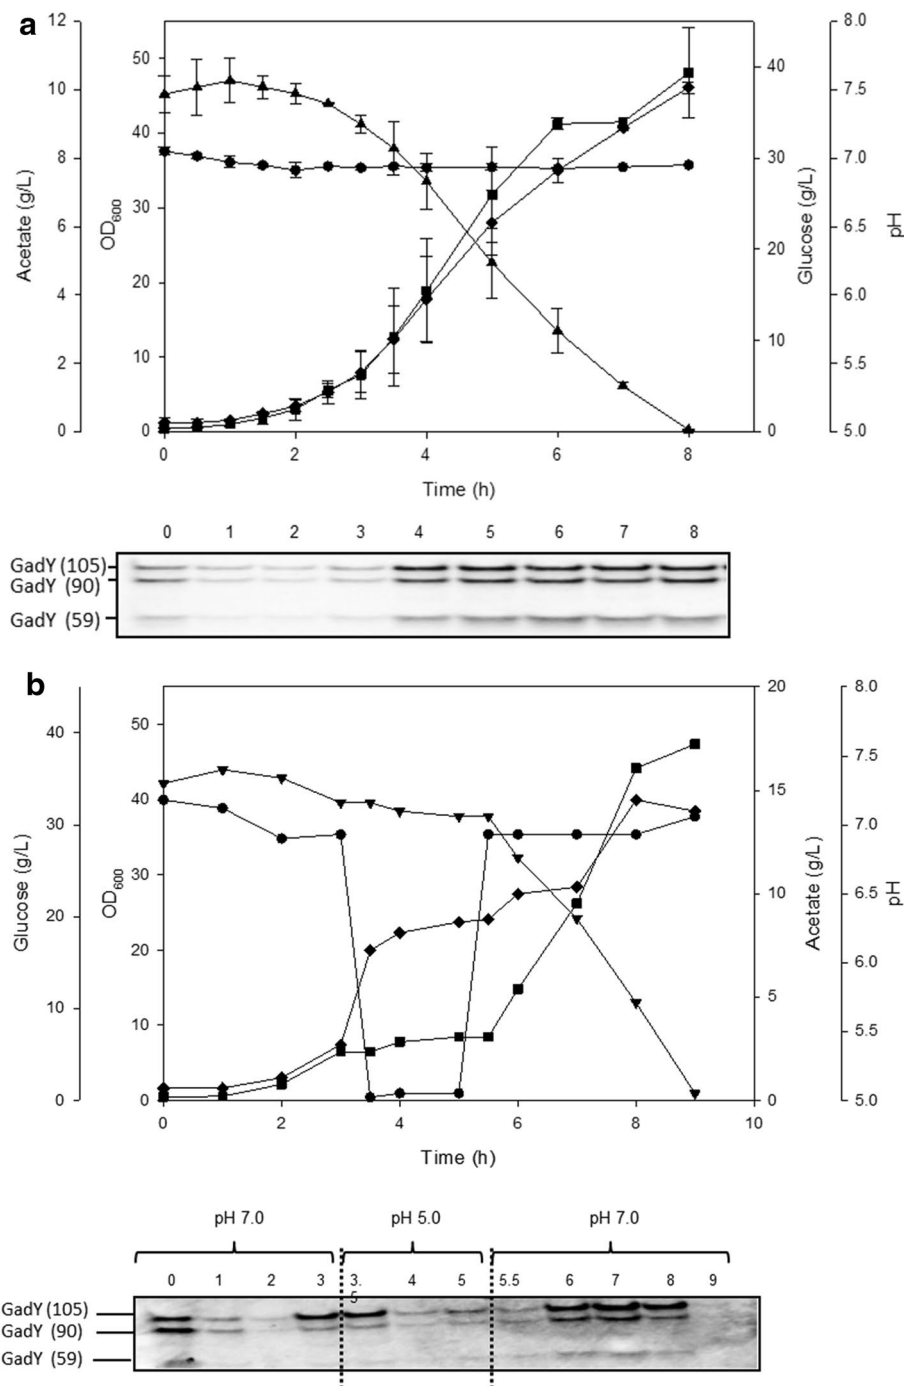 a
12
10
8
6
4
2
0
Acetate (g/L)
50
40
30
20
10
0
OD600
40
30
20
10
0
Glucose (g/L)
8.0
7.5
7.0
6.5
6.0
5.5
5.0
pH
0 2 4 6 8
Time (h)
0 1 2 3 4 5 6 7 8
GadY (105)
GadY (90)
GadY (59)
b
40
30
20
10
0
Glucose (g/L)
50
40
30
20
10
0
OD600
20
15
10
5
0
Acetate (g/L)
8.0
7.5
7.0
6.5
6.0
5.5
5.0
pH
0 2 4 6 8 10
Time (h)
pH 7.0 pH 5.0 pH 7.0
0 1 2 3 3.5 4 5 5.5 6 7 8 9
GadY (105)
GadY (90)
GadY (59)